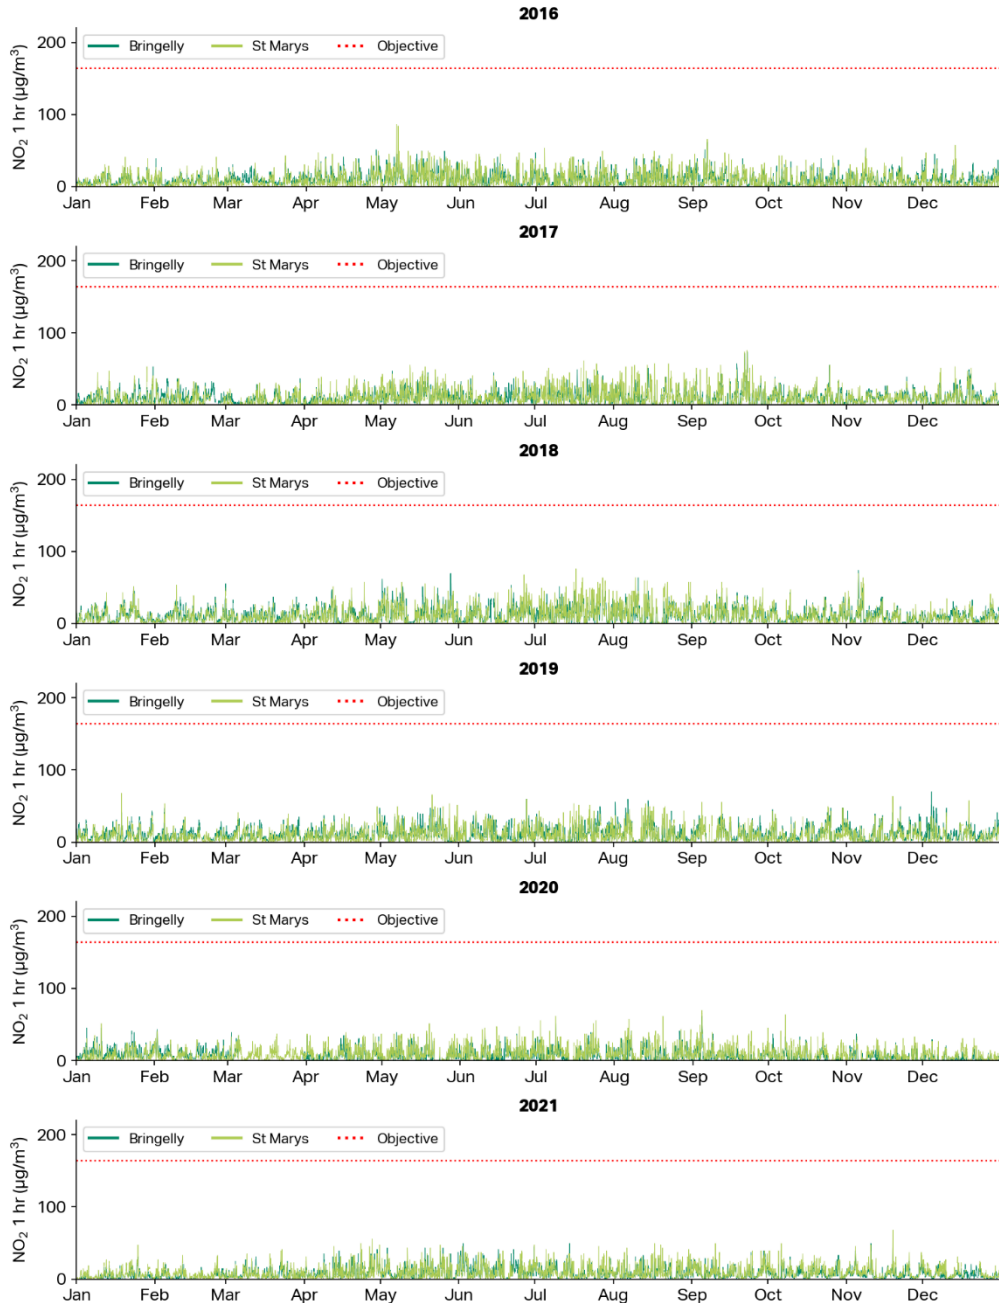 2016
NO₂ 1 hr (µg/m³)
200
100
0
Bringelly St Marys Objective
Jan Feb Mar Apr May Jun Jul Aug Sep Oct Nov Dec
2017
NO₂ 1 hr (µg/m³)
200
100
0
Bringelly St Marys Objective
Jan Feb Mar Apr May Jun Jul Aug Sep Oct Nov Dec
2018
NO₂ 1 hr (µg/m³)
200
100
0
Bringelly St Marys Objective
Jan Feb Mar Apr May Jun Jul Aug Sep Oct Nov Dec
2019
NO₂ 1 hr (µg/m³)
200
100
0
Bringelly St Marys Objective
Jan Feb Mar Apr May Jun Jul Aug Sep Oct Nov Dec
2020
NO₂ 1 hr (µg/m³)
200
100
0
Bringelly St Marys Objective
Jan Feb Mar Apr May Jun Jul Aug Sep Oct Nov Dec
2021
NO₂ 1 hr (µg/m³)
200
100
0
Bringelly St Marys Objective
Jan Feb Mar Apr May Jun Jul Aug Sep Oct Nov Dec